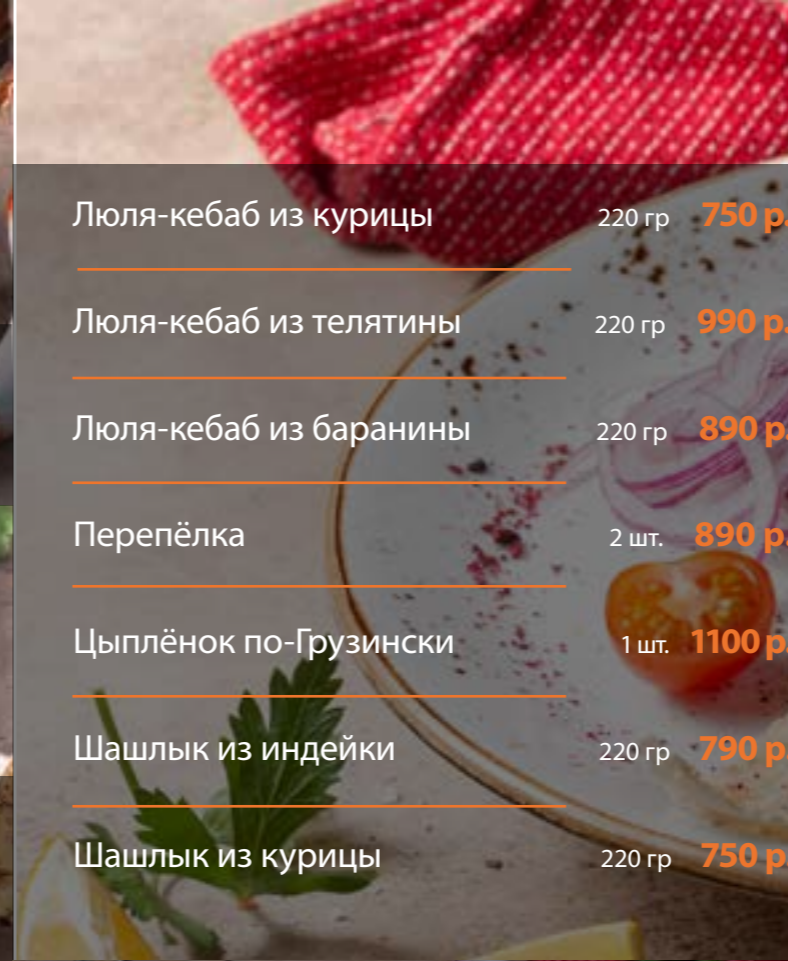 Люля-кебаб из курицы 220 гр 750 р.
Люля-кебаб из телятины 220 гр 990 р.
Люля-кебаб из баранины 220 гр 890 р.
Перепёлка 2 шт. 890 р.
Цыплёнок по-Грузински 1 шт. 1100 р.
Шашлык из индейки 220 гр 790 р.
Шашлык из курицы 220 гр 750 р.